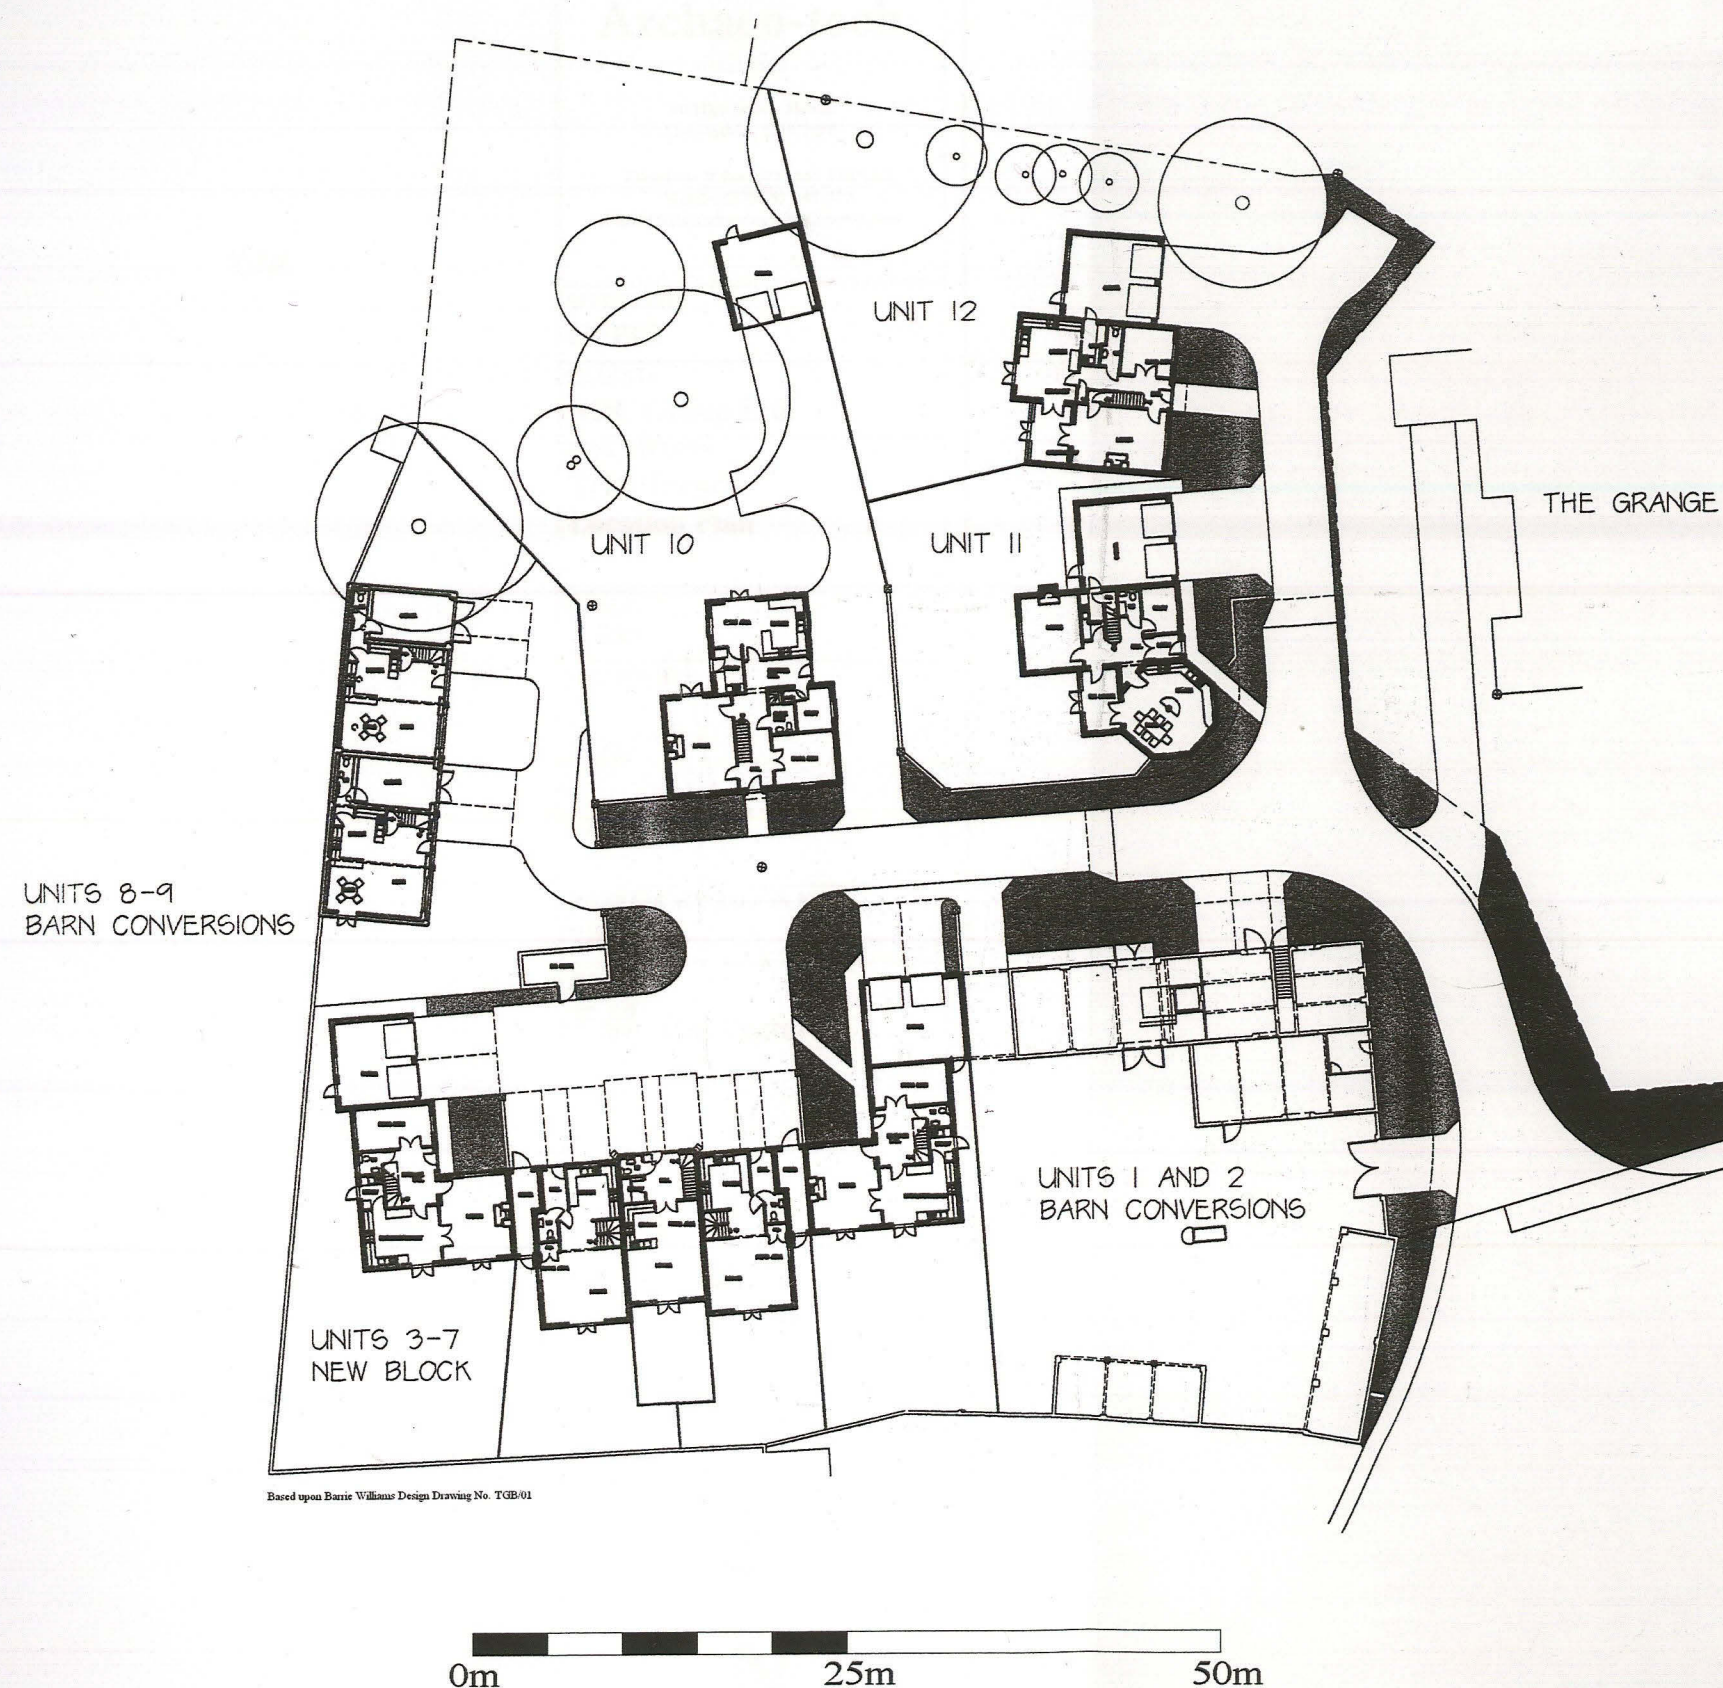 UNIT 12
THE GRANGE
UNIT 10
UNIT 11
UNITS 8-9
BARN CONVERSIONS
UNITS 1 AND 2
BARN CONVERSIONS
UNITS 3-7
NEW BLOCK
Based upon Barrie Williams Design Drawing No. TGB/01
0m
25m
50m